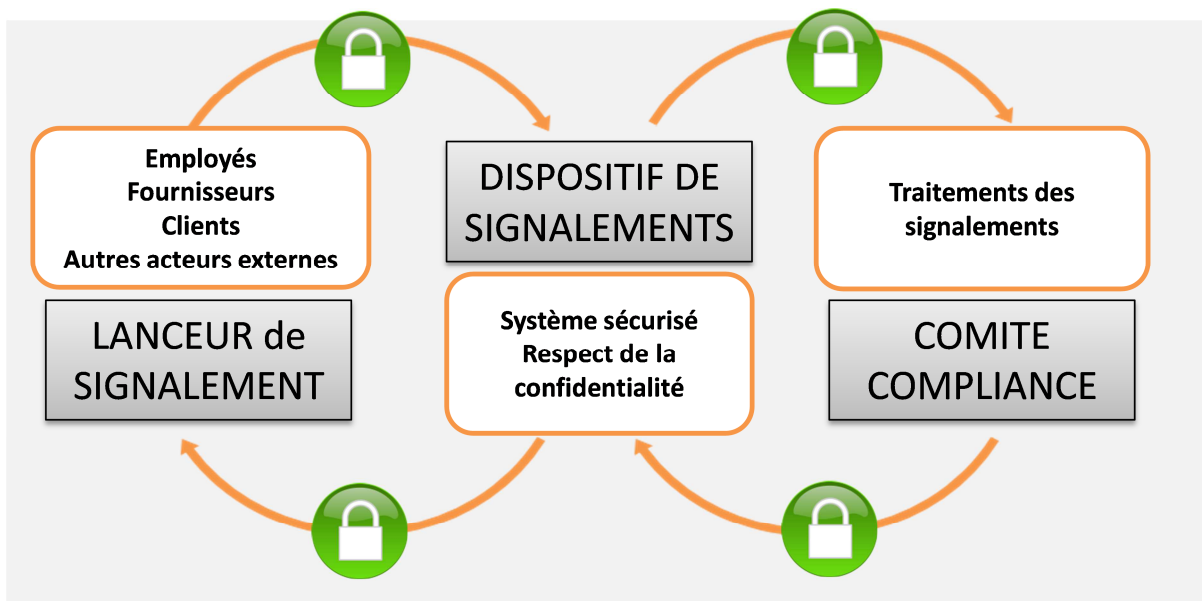 Employés
Fournisseurs
Clients
Autres acteurs externes
LANCEUR de
SIGNALEMENT
DISPOSITIF DE
SIGNALEMENTS
Système sécurisé
Respect de la
confidentialité
Traitements des
signalements
COMITE
COMPLIANCE